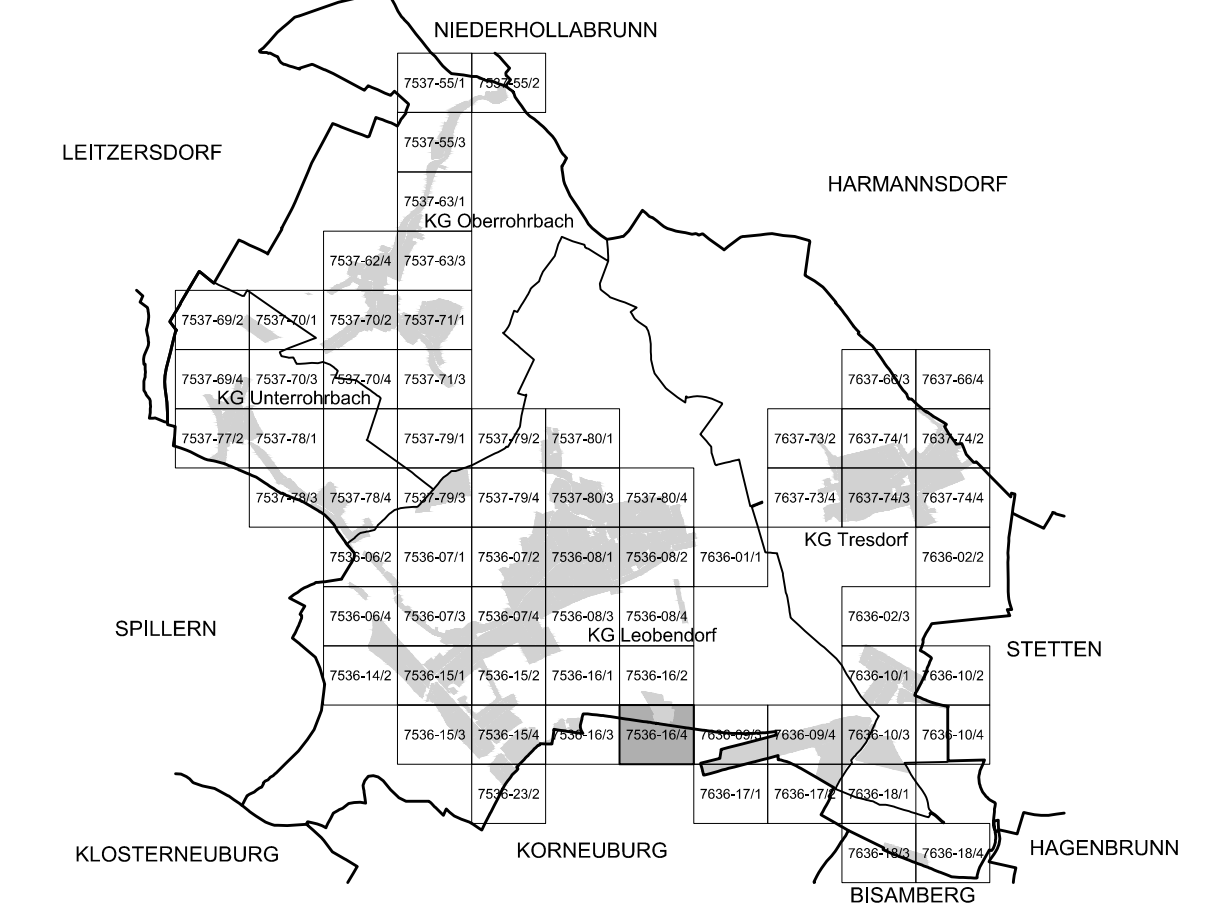 NIEDERHOLLABRUNN
7537-55/1 7537-55/2
7537-55/3
LEITZERSDORF
HARMANNSDORF
7537-63/1
KG Oberrohrbach
7537-62/4 7537-63/3
7537-69/2 7537-70/1 7537-70/2 7537-71/1
7537-69/4 7537-70/3 7537-70/4 7537-71/3 7637-66/3 7637-66/4
KG Unterrohrbach
7537-77/2 7537-78/1 7537-79/1 7537-79/2 7537-80/1 7637-73/2 7637-74/1 7637-74/2
7537-78/3 7537-78/4 7537-79/3 7537-79/4 7537-80/3 7537-80/4 7637-73/4 7637-74/3 7637-74/4
KG Tresdorf
7536-06/2 7536-07/1 7536-07/2 7536-08/1 7536-08/2 7636-01/1 7636-02/2
7536-06/4 7536-07/3 7536-07/4 7536-08/3 7536-08/4 7636-02/3
SPILLERN
KG Leobendorf
STETTEN
7536-14/2 7536-15/1 7536-15/2 7536-16/1 7536-16/2 7636-10/1 7636-10/2
7536-15/3 7536-15/4 7536-16/3 7536-16/4 7636-09/3 7636-09/4 7636-10/3 7636-10/4
7536-23/2 7636-17/1 7636-17/2 7636-18/1
KLOSTERNEUBURG
KORNEUBURG
7636-18/3 7636-18/4
HAGENBRUNN
BISAMBERG